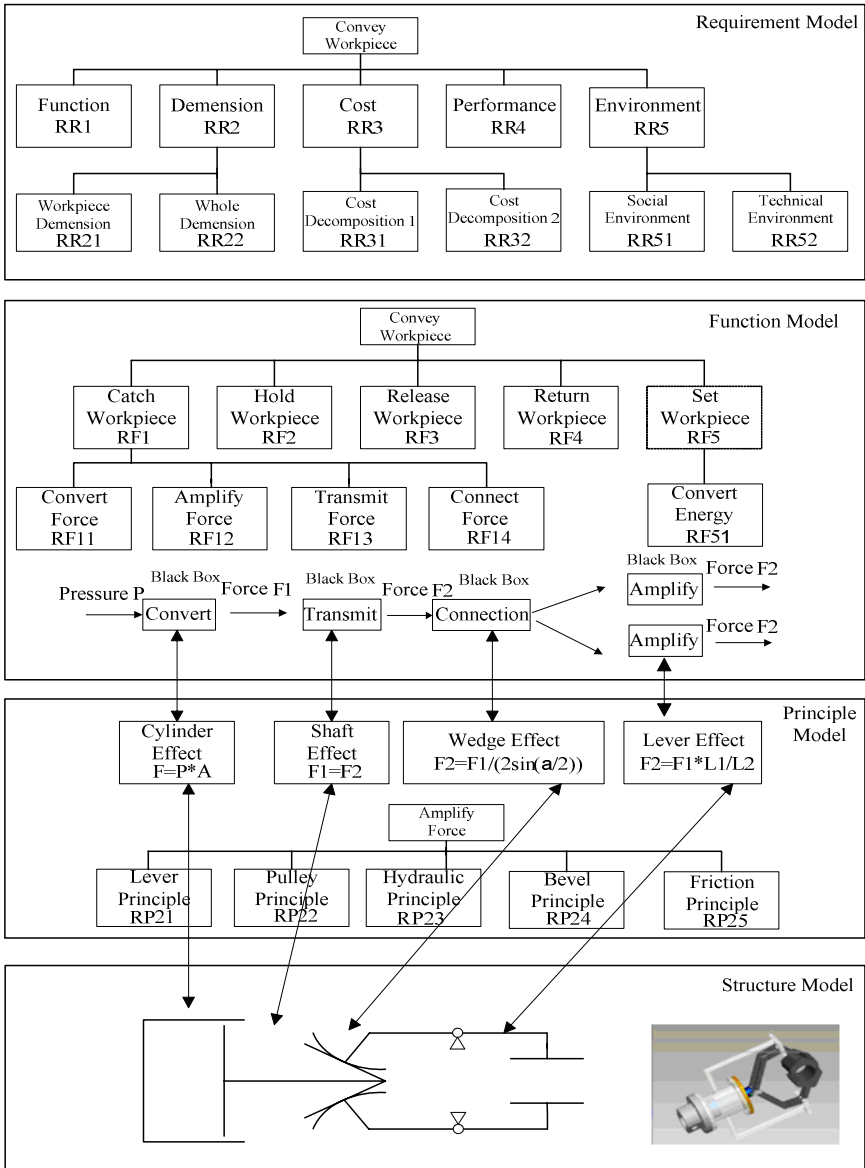 Requirement Model
Convey
Workpiece
Function
RR1
Demension
RR2
Cost
RR3
Performance
RR4
Environment
RR5
Workpiece
Demension
RR21
Whole
Demension
RR22
Cost
Decomposition 1
RR31
Cost
Decomposition 2
RR32
Social
Environment
RR51
Technical
Environment
RR52
Function Model
Convey
Workpiece
Catch
Workpiece
RF1
Hold
Workpiece
RF2
Release
Workpiece
RF3
Return
Workpiece
RF4
Set
Workpiece
RF5
Convert
Force
RF11
Amplify
Force
RF12
Transmit
Force
RF13
Connect
Force
RF14
Convert
Energy
RF51
Pressure P
Black Box
Convert
Force F1
Black Box
Transmit
Force F2
Black Box
Connection
Black Box
Amplify
Force F2
Amplify
Force F2
Principle
Model
Cylinder
Effect
F=P*A
Shaft
Effect
F1=F2
Wedge Effect
F2=F1/(2sin(a/2))
Lever Effect
F2=F1*L1/L2
Amplify
Force
Lever
Principle
RP21
Pulley
Principle
RP22
Hydraulic
Principle
RP23
Bevel
Principle
RP24
Friction
Principle
RP25
Structure Model